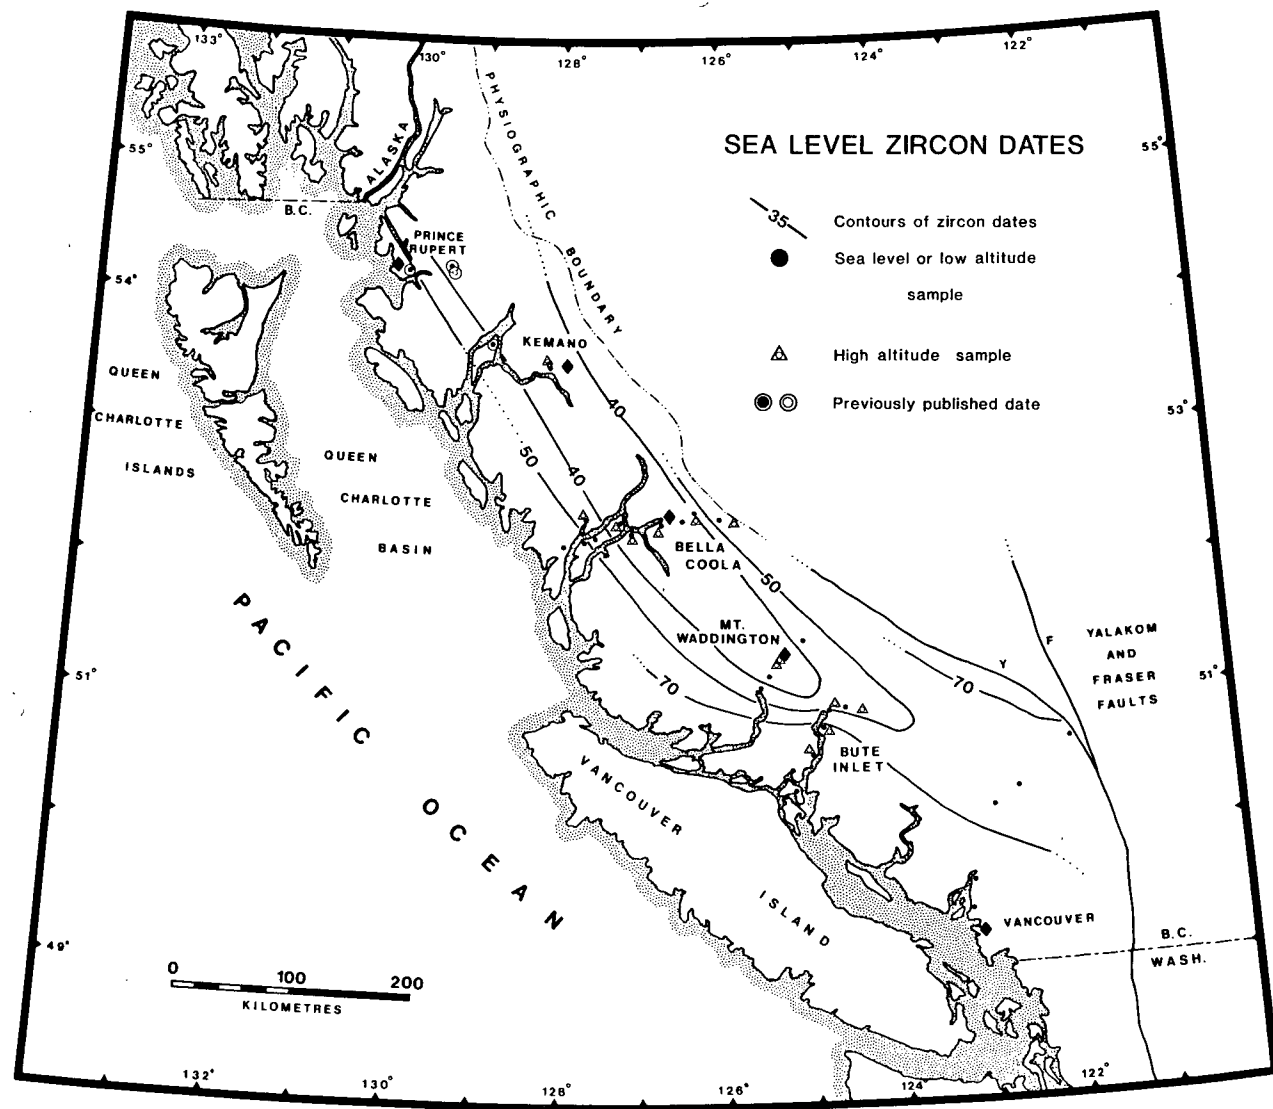 133°
130°
128°
126°
124°
122°
PHYSIOGRAPHIC BOUNDARY
SEA LEVEL ZIRCON DATES
55°
55°
ALASKA
B.C.
35
Contours of zircon dates
Sea level or low altitude
sample
PRINCE
RUPERT
54°
High altitude sample
Previously published date
KEMANO
40
53°
QUEEN
CHARLOTTE
ISLANDS
QUEEN
CHARLOTTE
BASIN
50
40
BELLA
COOLA
50
MT.
WADDINGTON
PACIFIC OCEAN
YALAKOM
AND
FRASER
FAULTS
F
Y
70
70
51°
51°
BUTE
INLET
VANCOUVER ISLAND
VANCOUVER
B.C.
WASH.
49°
0 100 200
KILOMETRES
132°
130°
128°
126°
124°
122°